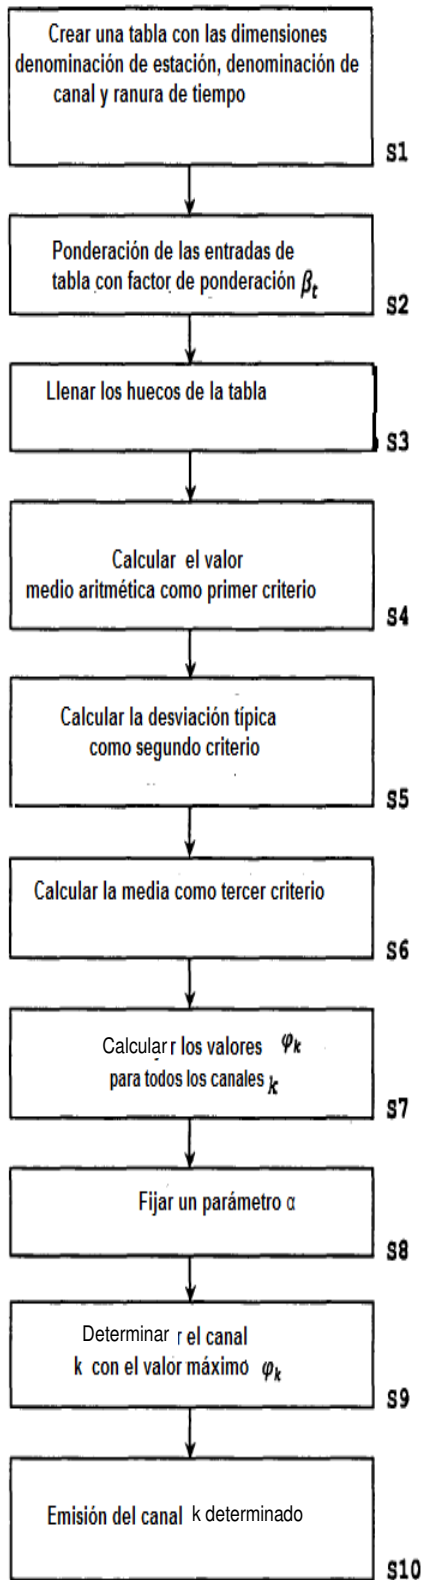 Crear una tabla con las dimensiones
denominación de estación, denominación de
canal y ranura de tiempo
S1
Ponderación de las entradas de
tabla con factor de ponderación βt
S2
Llenar los huecos de la tabla
S3
Calcular el valor
medio aritmética como primer criterio
S4
Calcular la desviación típica
como segundo criterio
S5
Calcular la media como tercer criterio
S6
Calcular r los valores φk
para todos los canales k
S7
Fijar un parámetro α
S8
Determinar r el canal
k con el valor máximo φk
S9
Emisión del canal k determinado
S10